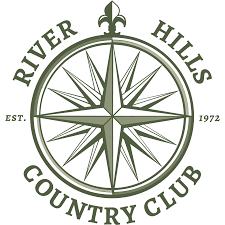 RIVER HILLS
EST. 1972
COUNTRY CLUB